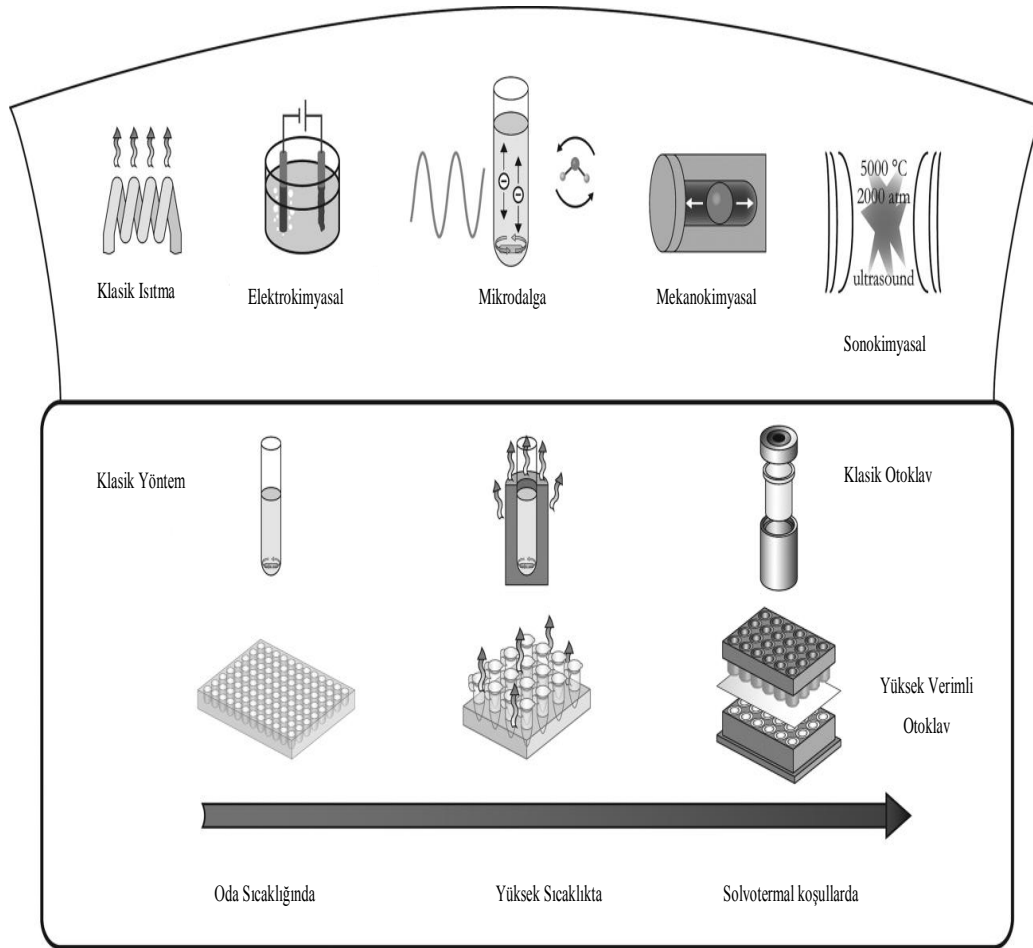 5000 °C
2000 atm
ultrasound
Klasik Isıtma
Elektrokimyasal
Mikrodalga
Mekanokimyasal
Sonokimyasal
Klasik Yöntem
Klasik Otoklav
Yüksek Verimli
Otoklav
Oda Sıcaklığında
Yüksek Sıcaklıkta
Solvotermal koşullarda